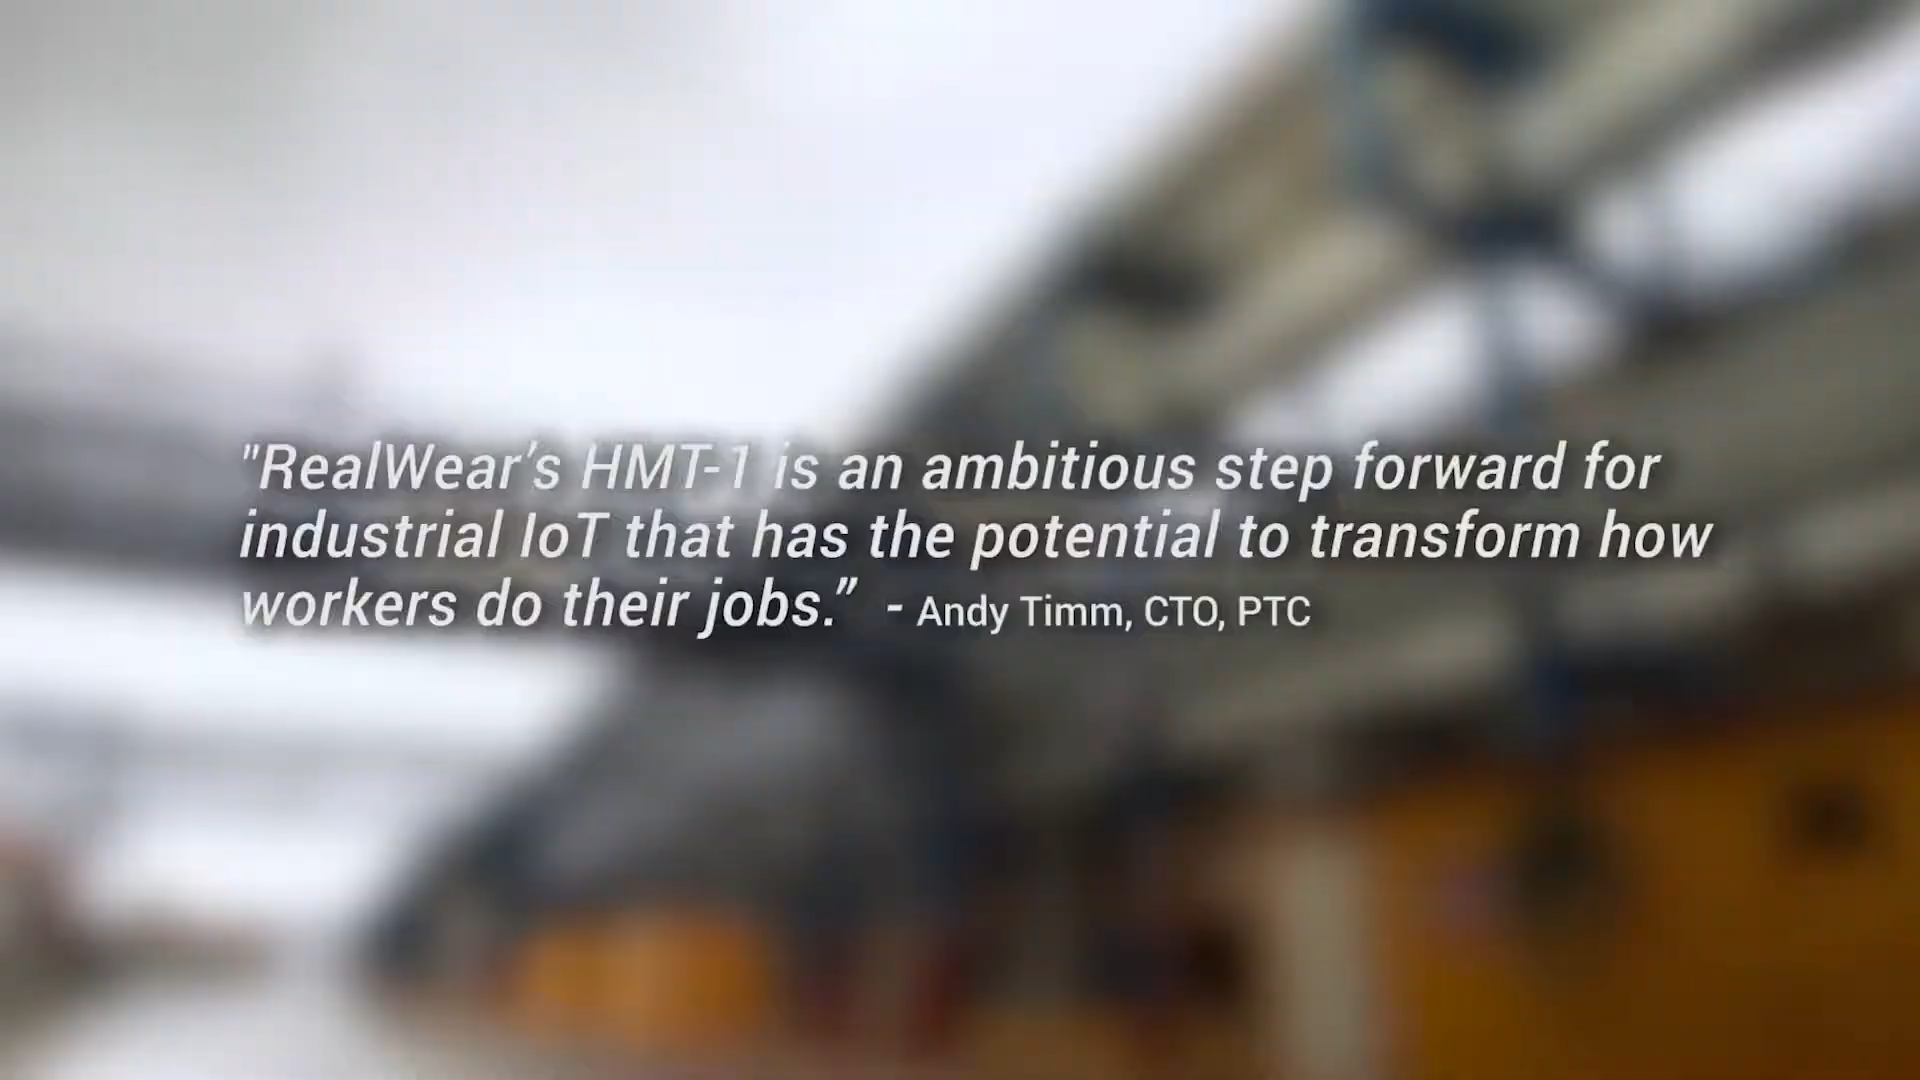 "RealWear’s HMT-1 is an ambitious step forward for
industrial IoT that has the potential to transform how
workers do their jobs.” - Andy Timm, CTO, PTC